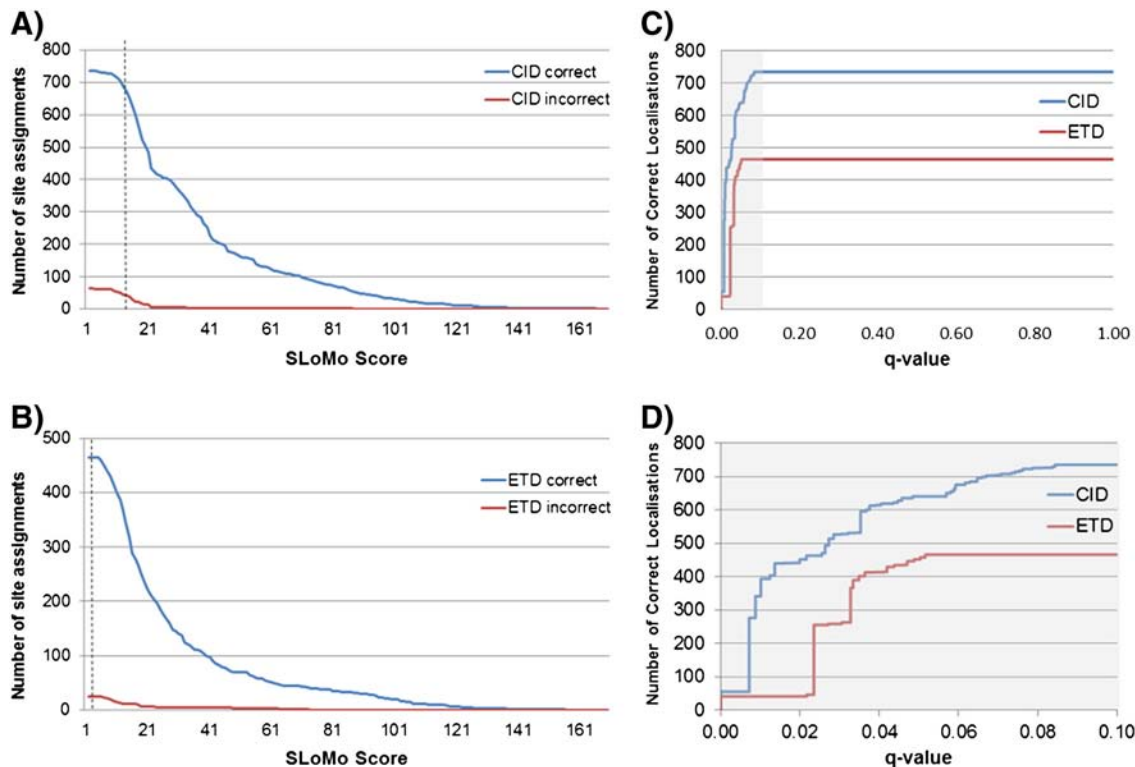 A)
800
700
600
500
400
300
200
100
0
Number of site assignments
CID correct
CID incorrect
1 21 41 61 81 101 121 141 161
SLoMo Score
B)
500
400
300
200
100
0
Number of site assignments
ETD correct
ETD incorrect
1 21 41 61 81 101 121 141 161
SLoMo Score
C)
800
700
600
500
400
300
200
100
0
Number of Correct Localisations
CID
ETD
0.00 0.20 0.40 0.60 0.80 1.00
q-value
D)
800
700
600
500
400
300
200
100
0
Number of Correct Localisations
CID
ETD
0.00 0.02 0.04 0.06 0.08 0.10
q-value